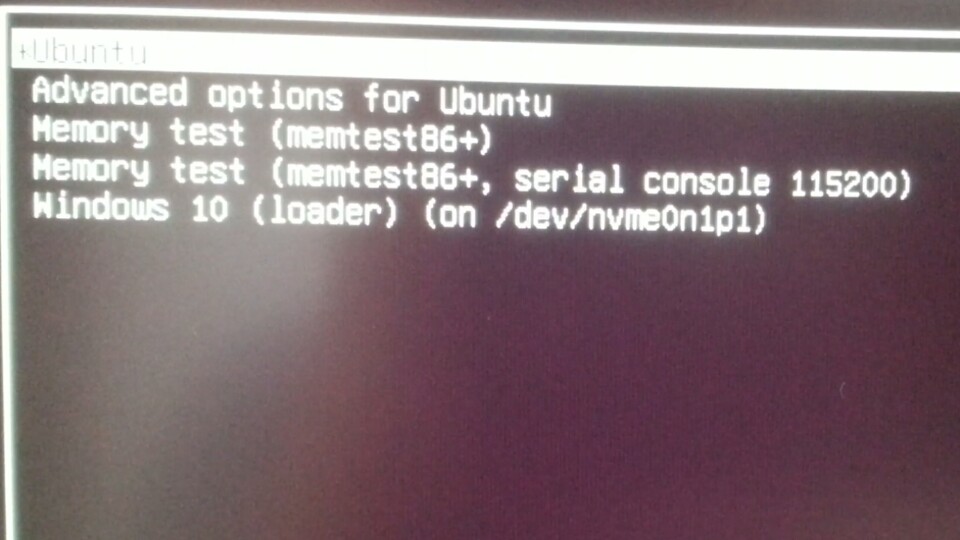 *Ubuntu
Advanced options for Ubuntu
Memory test (memtest86+)
Memory test (memtest86+, serial console 115200)
Windows 10 (loader) (on /dev/nvme0n1p1)